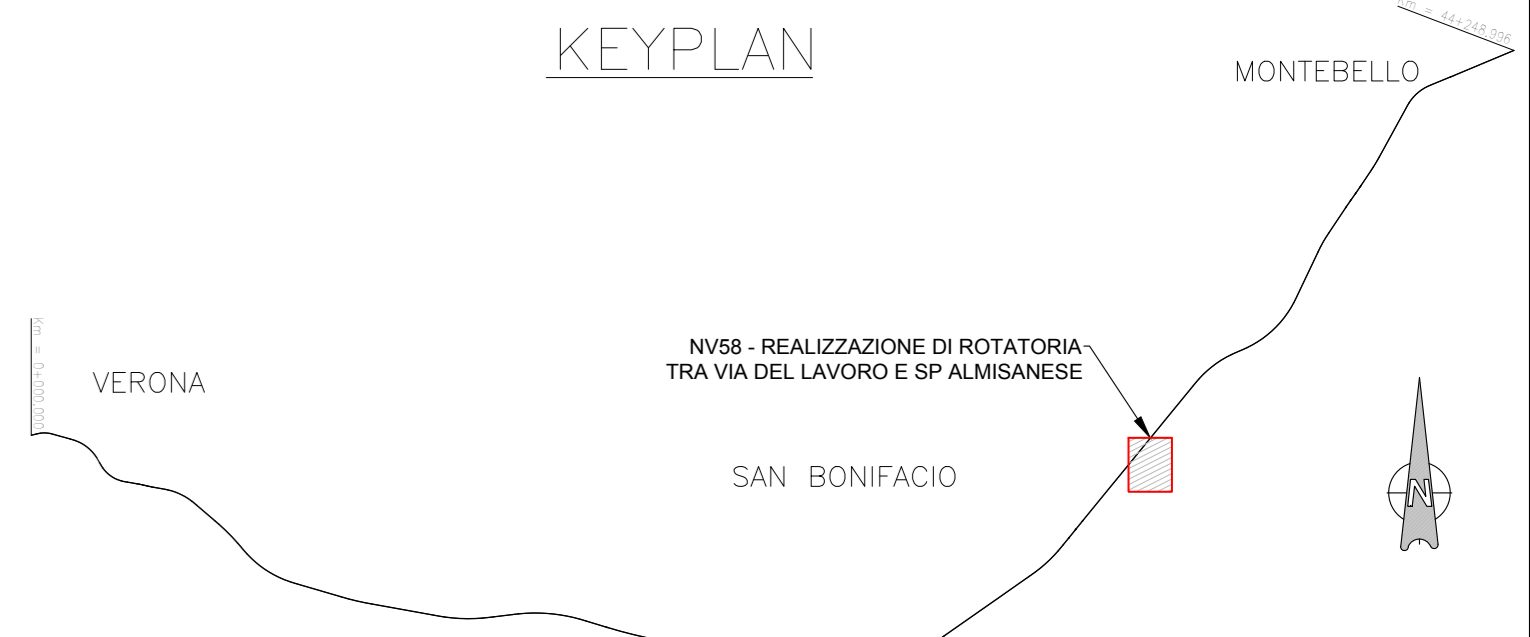 KEYPLAN
Km = 44+248.996
MONTEBELLO
Km = 0+000.000
VERONA
NV58 - REALIZZAZIONE DI ROTATORIA
TRA VIA DEL LAVORO E SP ALMISANESE
SAN BONIFACIO
N